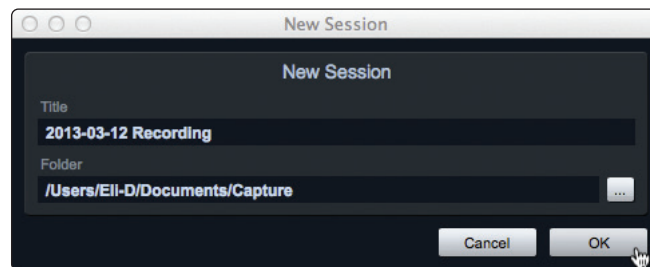 New Session
New Session
Title
2013-03-12 Recording
Folder
/Users/Eli-D/Documents/Capture
...
Cancel
OK